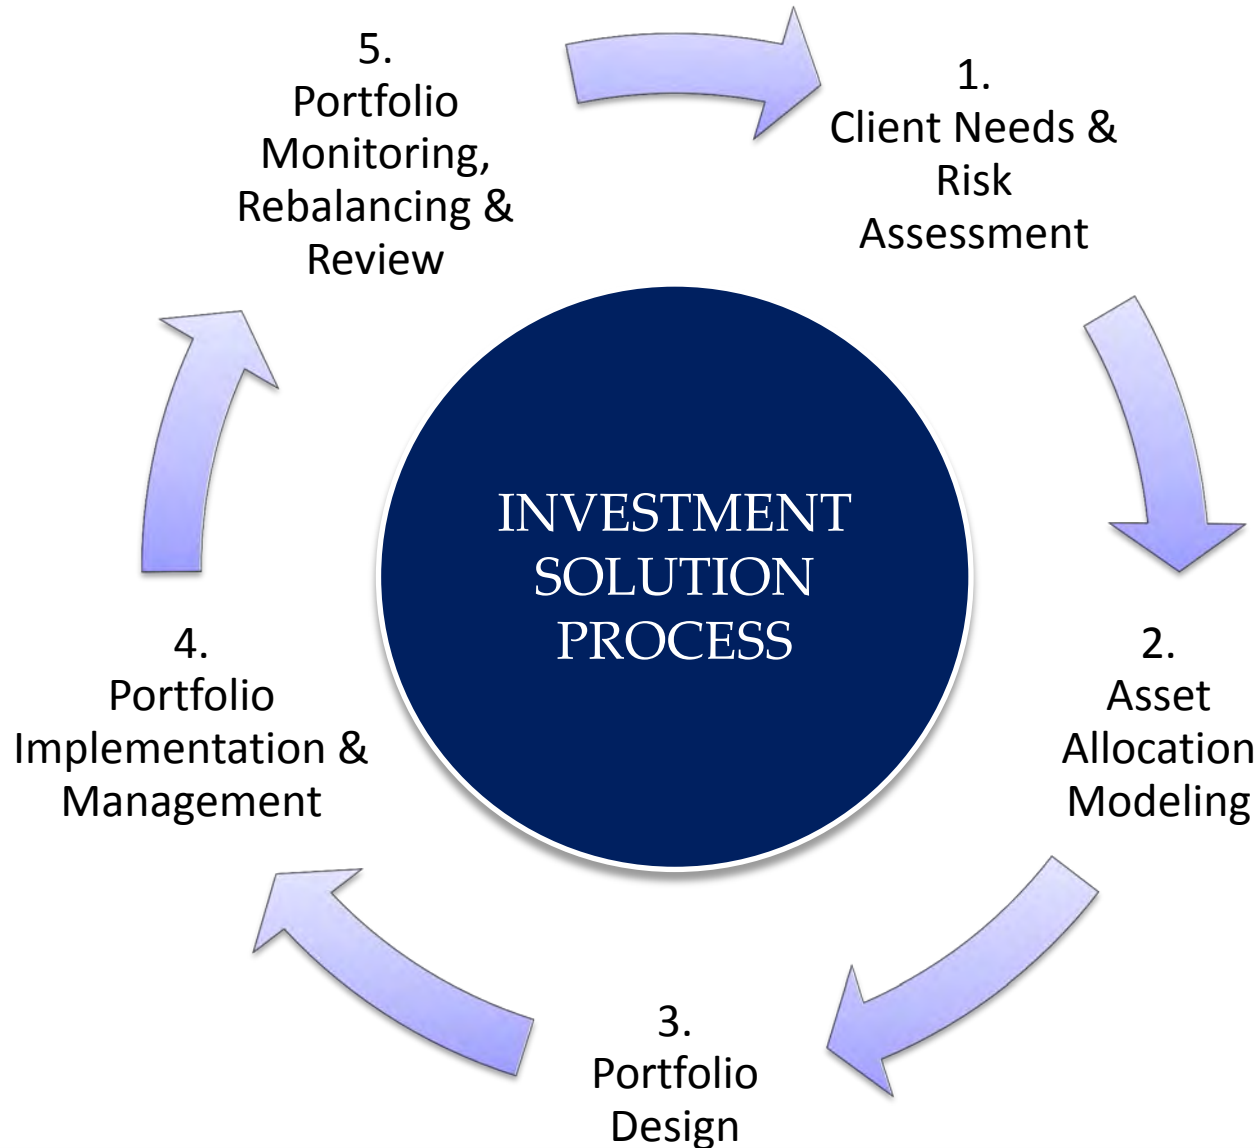 5.
Portfolio
Monitoring,
Rebalancing &
Review
1.
Client Needs &
Risk
Assessment
INVESTMENT
SOLUTION
PROCESS
4.
Portfolio
Implementation &
Management
2.
Asset
Allocation
Modeling
3.
Portfolio
Design